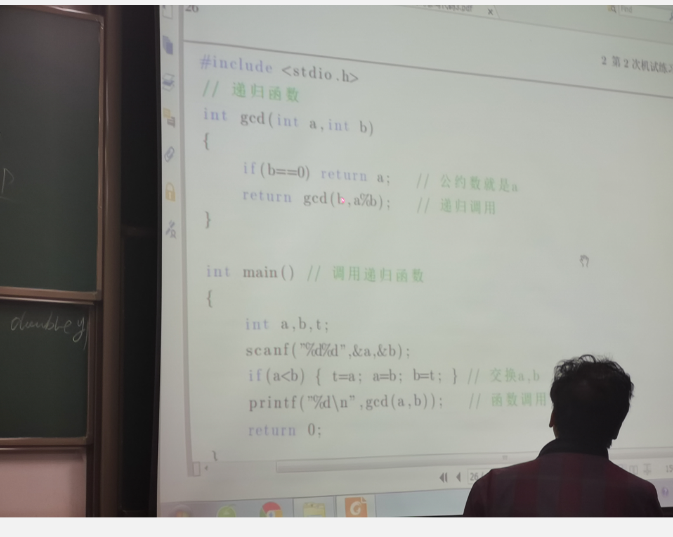 26
2 第2次机试练
#include <stdio.h>
// 递归函数
int gcd(int a,int b)
{
if(b==0) return a; // 公约数就是a
return gcd(b,a%b); // 递归调用
}
int main() // 调用递归函数
{
int a,b,t;
scanf("%d%d",&a,&b);
if(a<b) { t=a; a=b; b=t; } // 交换a,b
printf("%d\n",gcd(a,b)); // 函数调用
return 0;
}
P
double y